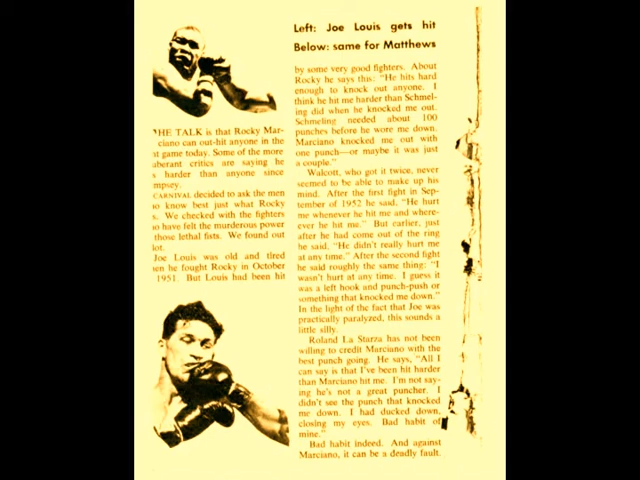 Left: Joe Louis gets hit
Below: same for Matthews
HE TALK is that Rocky Mar-
ciano can out-hit anyone in the
st game today. Some of the more
aberant critics are saying he
s harder than anyone since
mpsey.
CARNIVAL decided to ask the men
o know best just what Rocky
s. We checked with the fighters
o have felt the murderous power
those lethal fists. We found out
lot.
Joe Louis was old and tired
en he fought Rocky in October
1951. But Louis had been hit
by some very good fighters. About
Rocky he says this: "He hits hard
enough to knock out anyone. I
think he hit me harder than Schmel-
ing did when he knocked me out.
Schmeling needed about 100
punches before he wore me down.
Marciano knocked me out with
one punch—or maybe it was just
a couple."
Walcott, who got it twice, never
seemed to be able to make up his
mind. After the first fight in Sep-
tember of 1952 he said, "He hurt
me whenever he hit me and where-
ever he hit me." But earlier, just
after he had come out of the ring
he said, "He didn't really hurt me
at any time." After the second fight
he said roughly the same thing: "I
wasn't hurt at any time. I guess it
was a left hook and punch-push or
something that knocked me down."
In the light of the fact that Joe was
practically paralyzed, this sounds a
little silly.
Roland La Starza has not been
willing to credit Marciano with the
best punch going. He says, "All I
can say is that I've been hit harder
than Marciano hit me. I'm not say-
ing he's not a great puncher. I
didn't see the punch that knocked
me down. I had ducked down,
closing my eyes. Bad habit of
mine."
Bad habit indeed. And against
Marciano, it can be a deadly fault.